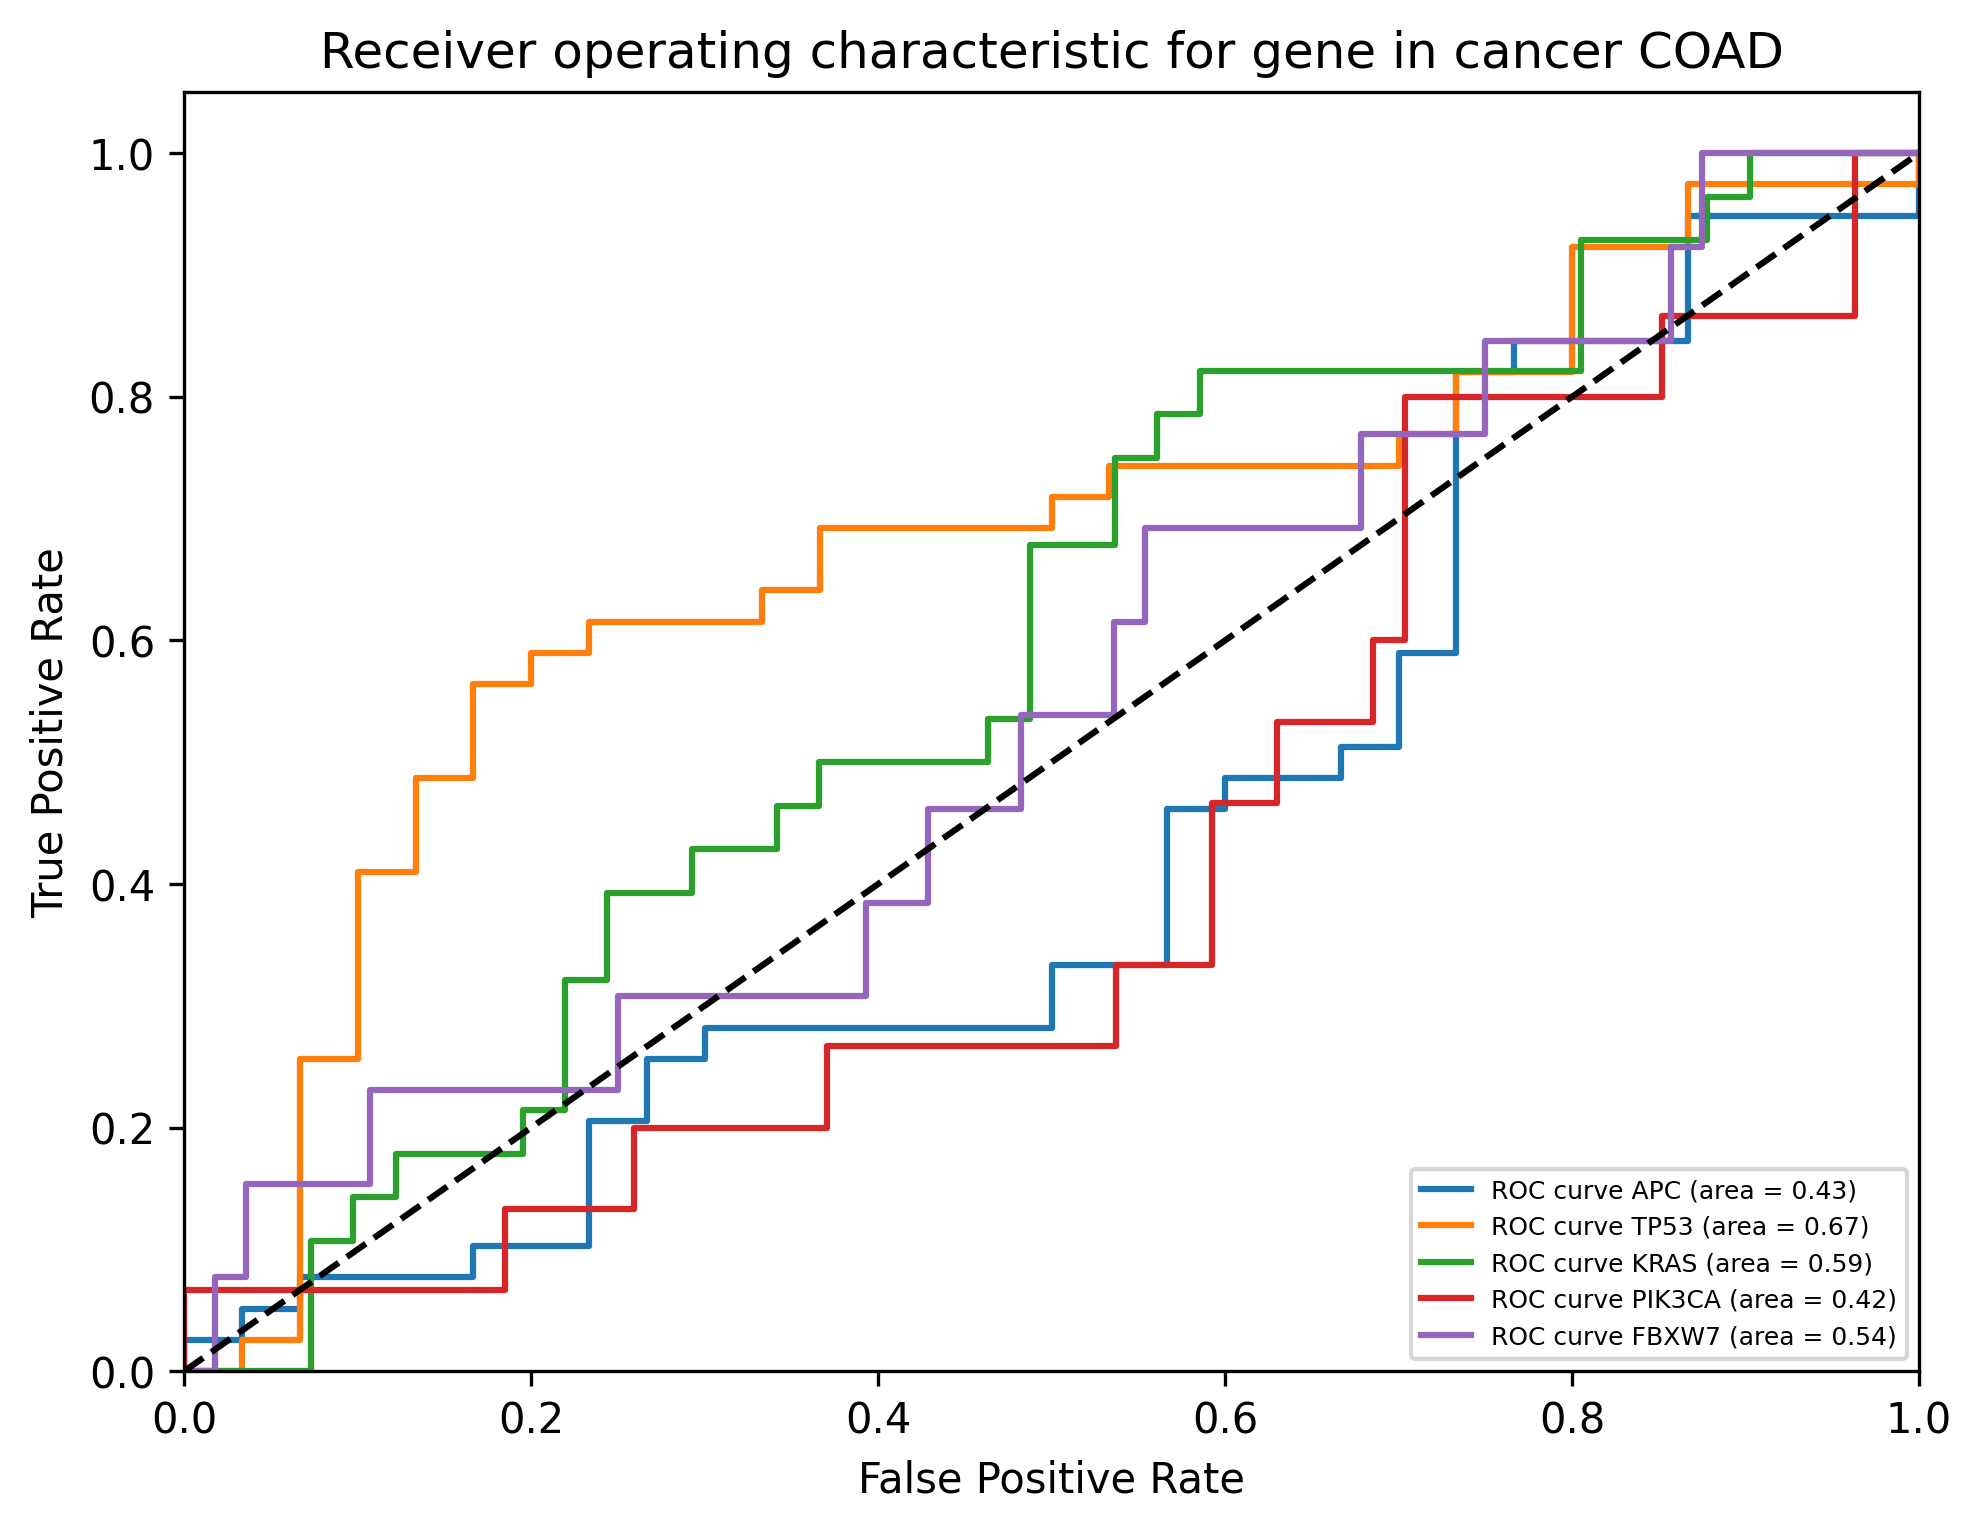 Receiver operating characteristic for gene in cancer COAD
True Positive Rate
1.0
0.8
0.6
0.4
0.2
0.0
ROC curve APC (area = 0.43)
ROC curve TP53 (area = 0.67)
ROC curve KRAS (area = 0.59)
ROC curve PIK3CA (area = 0.42)
ROC curve FBXW7 (area = 0.54)
0.0 0.2 0.4 0.6 0.8 1.0
False Positive Rate